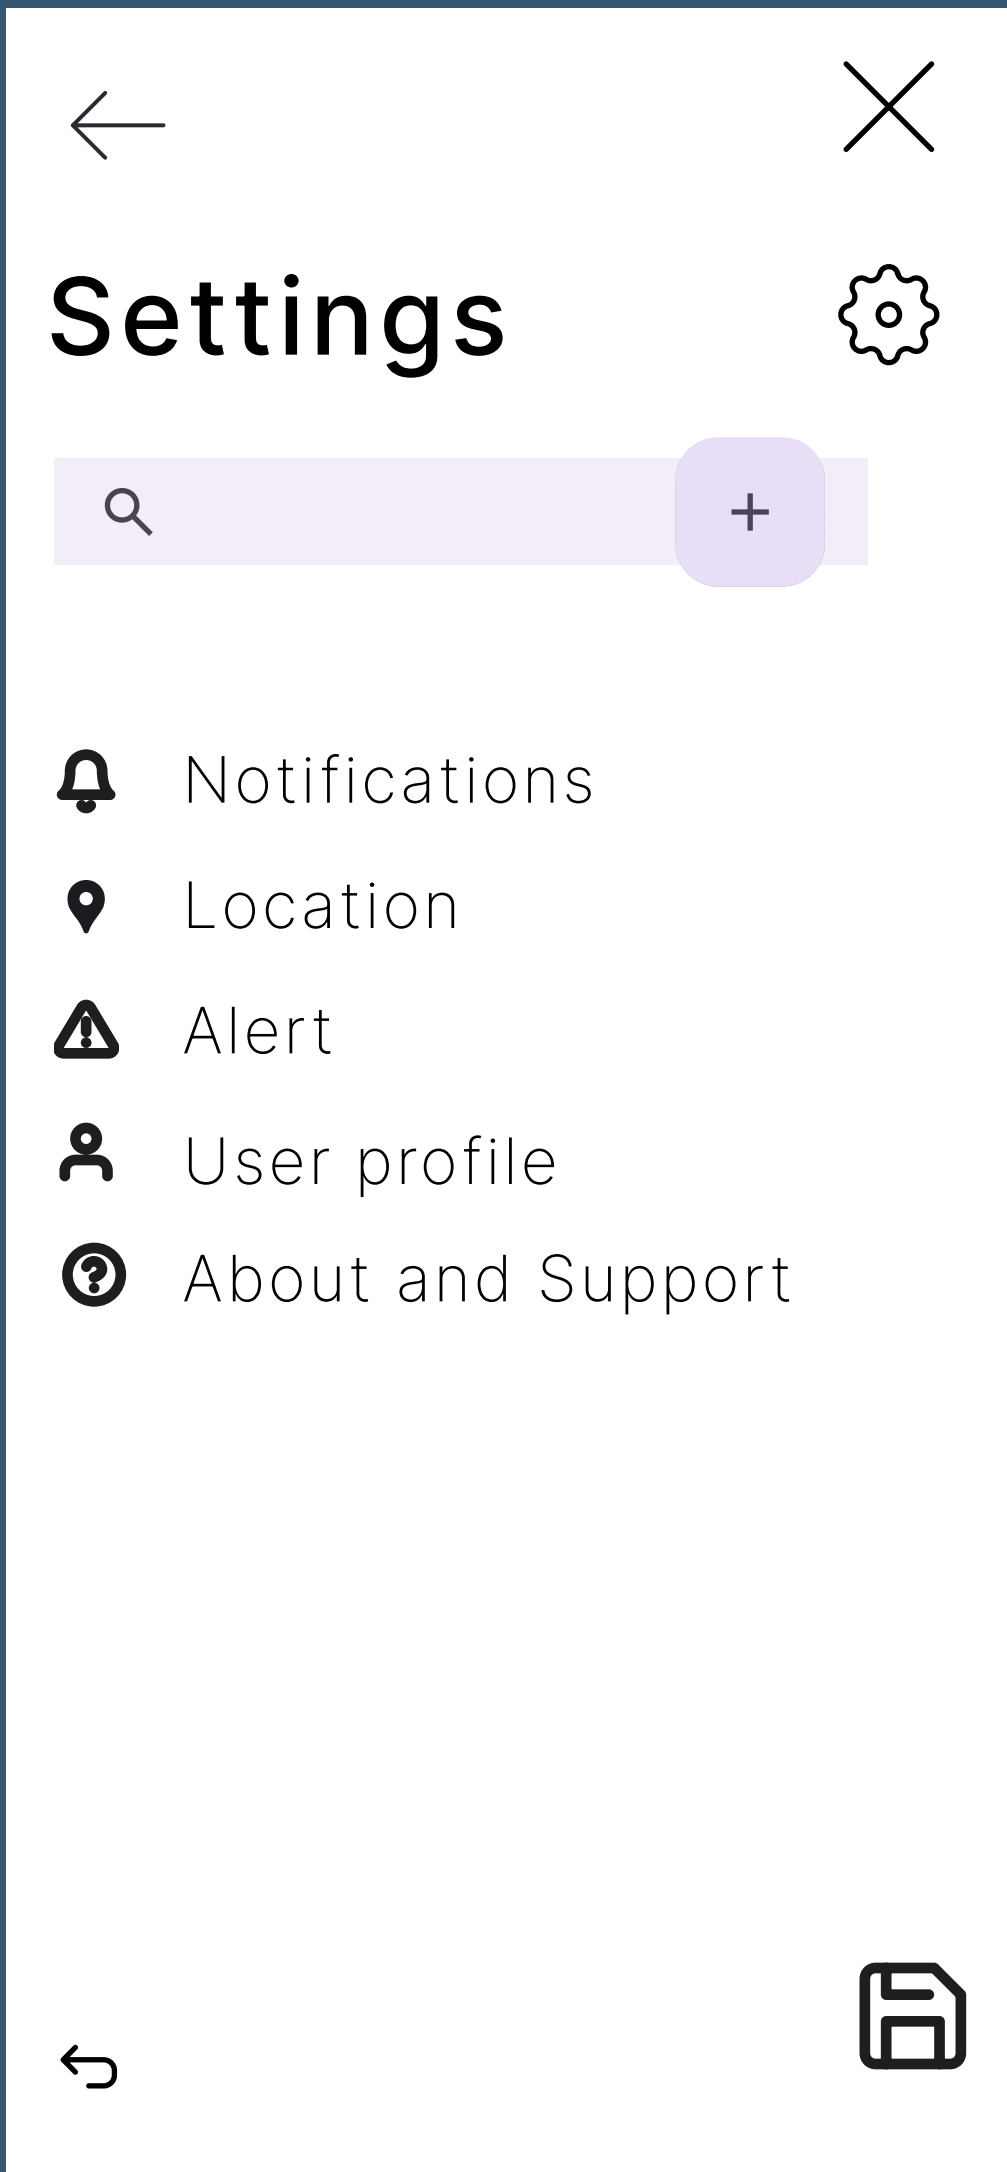 Settings
Notifications
Location
Alert
User profile
About and Support